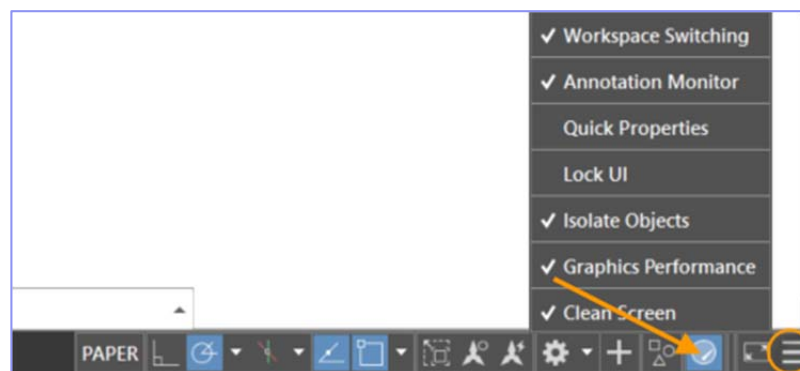 Workspace Switching
Annotation Monitor
Quick Properties
Lock UI
Isolate Objects
Graphics Performance
Clean Screen
PAPER